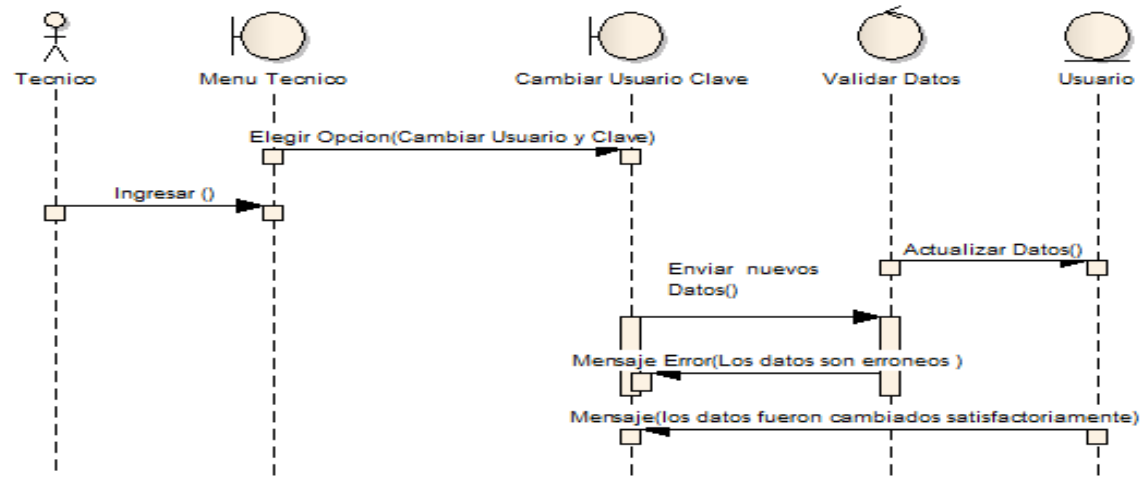 Tecnico
Menu Tecnico
Cambiar Usuario Clave
Validar Datos
Usuario
Elegir Opcion(Cambiar Usuario y Clave)
Ingresar ()
Actualizar Datos()
Enviar nuevos
Datos()
Mensaje Error(Los datos son erroneos )
Mensaje(los datos fueron cambiados satisfactoriamente)